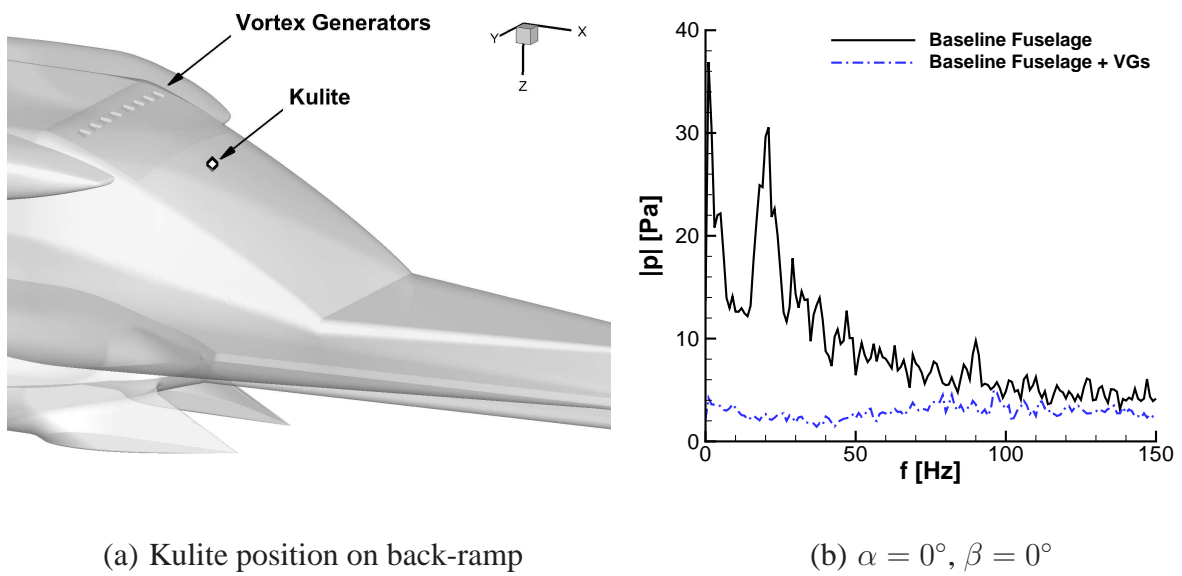 Vortex Generators
Kulite
Y
X
Z
40
30
20
10
0
0
50
100
150
|p| [Pa]
f [Hz]
Baseline Fuselage
Baseline Fuselage + VGs
(a) Kulite position on back-ramp
(b) α = 0°, β = 0°